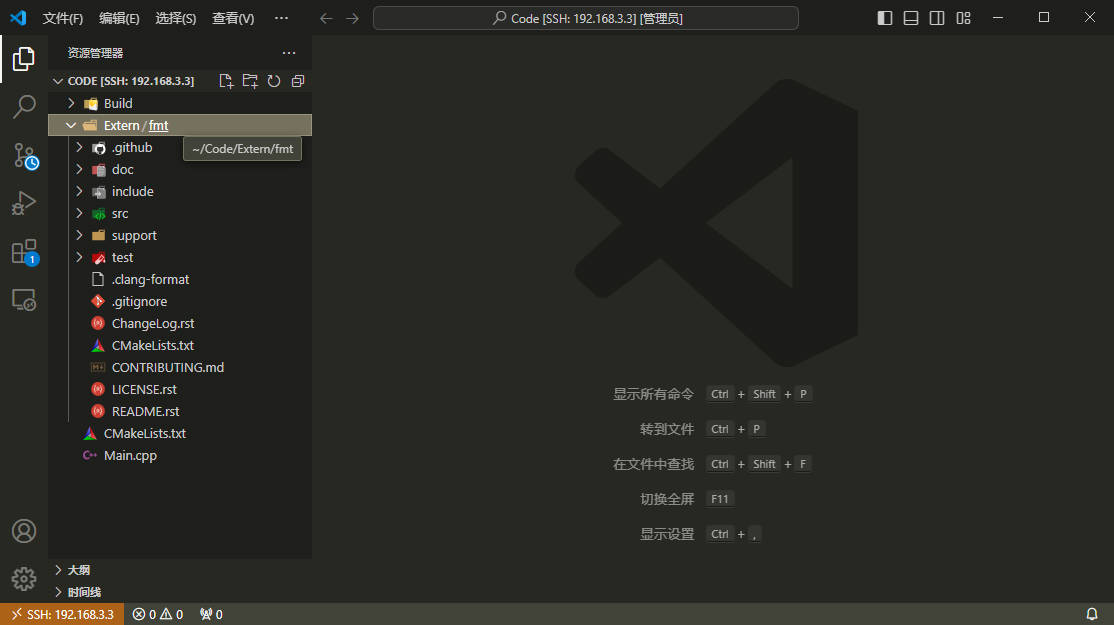 文件(F) 编辑(E) 选择(S) 查看(V) ··· Code [SSH: 192.168.3.3] [管理员]
资源管理器 ···
CODE [SSH: 192.168.3.3]
Build
Extern / fmt
.github
~/Code/Extern/fmt
doc
include
src
support
test
.clang-format
.gitignore
ChangeLog.rst
CMakeLists.txt
CONTRIBUTING.md
LICENSE.rst
README.rst
CMakeLists.txt
Main.cpp
显示所有命令 Ctrl + Shift + P
转到文件 Ctrl + P
在文件中查找 Ctrl + Shift + F
切换全屏 F11
显示设置 Ctrl + ,
1
大纲
时间线
SSH: 192.168.3.3 0 0 0